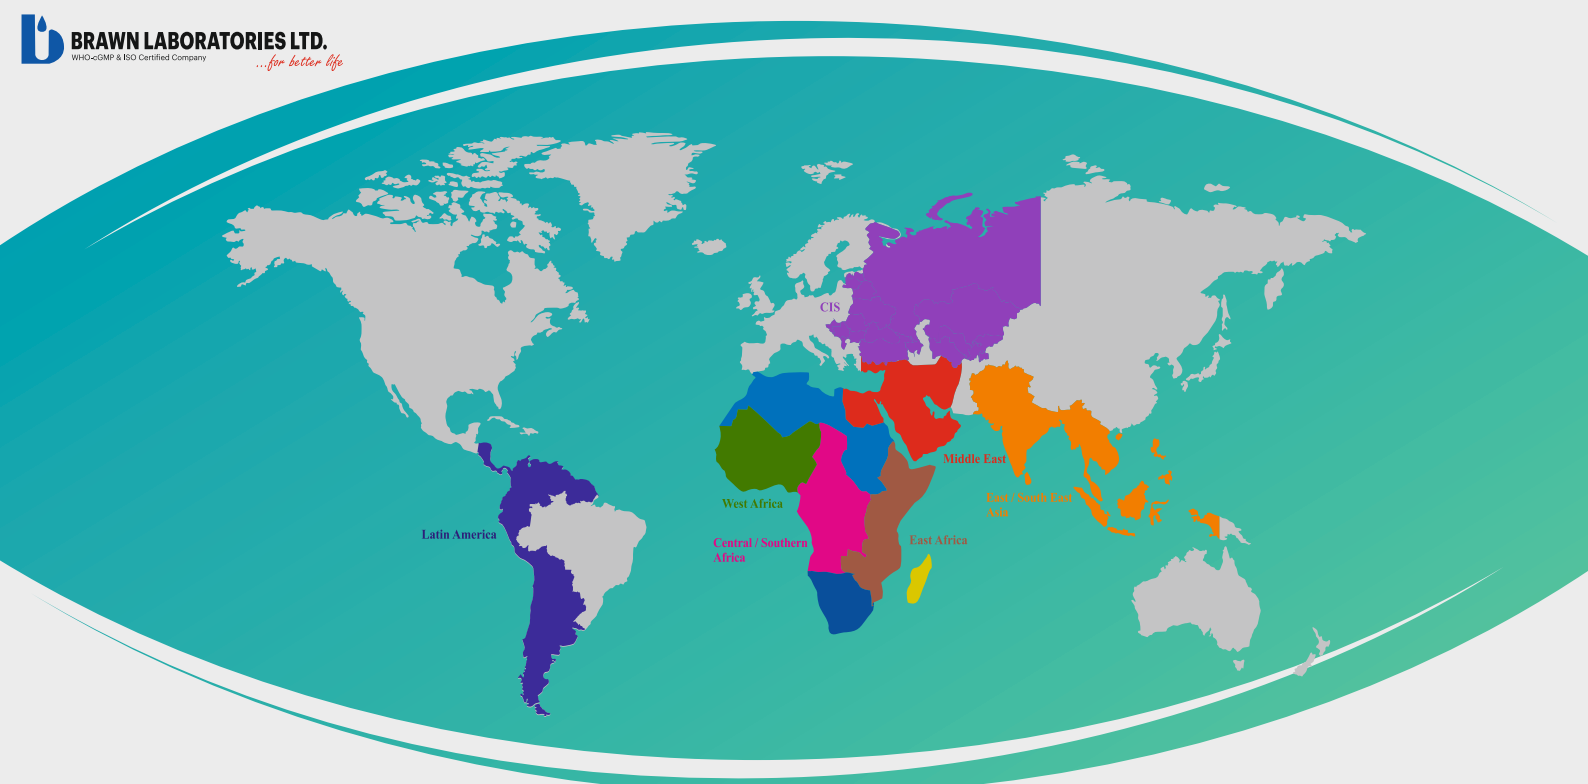 BRAWN LABORATORIES LTD.
WHO-cGMP & ISO Certified Company
...for better life
CIS
Middle East
East / South East
Asia
West Africa
Latin America
Central / Southern
Africa
East Africa